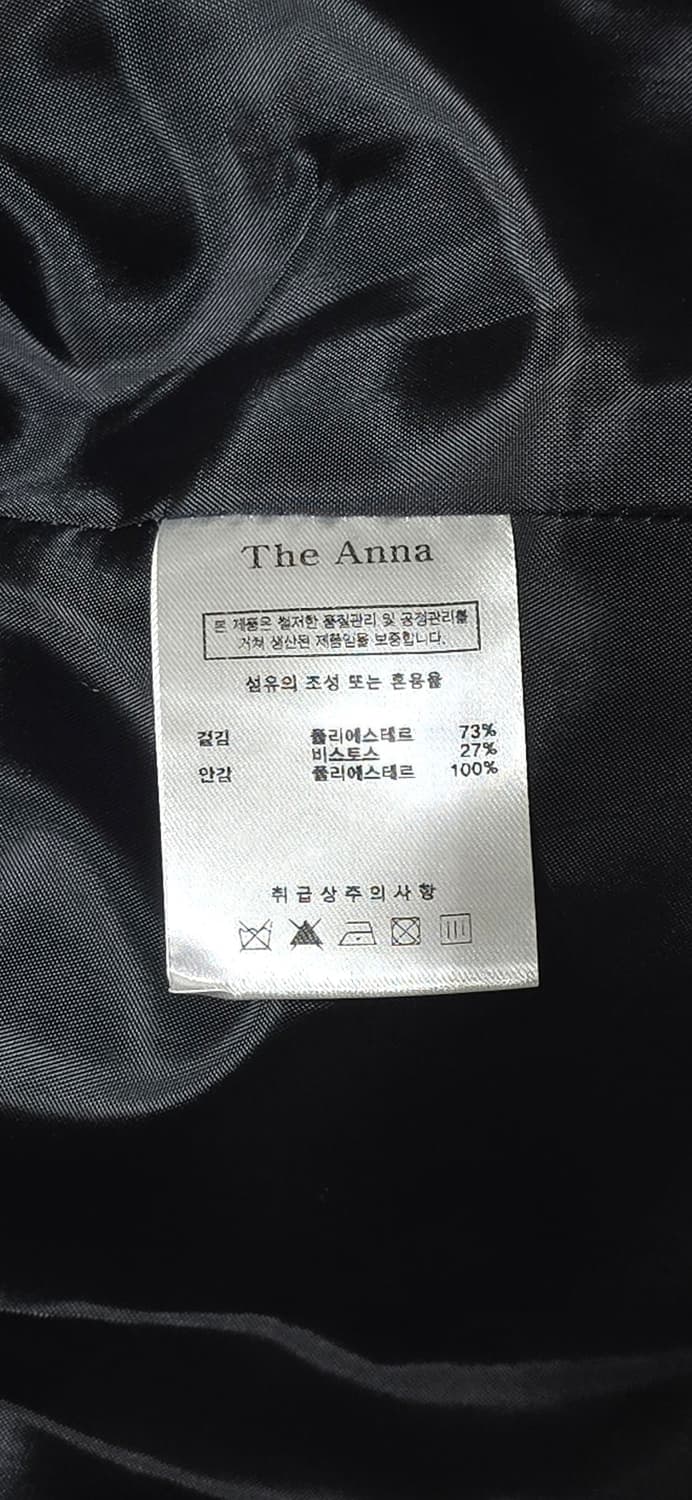 The Anna
본 제품은 철저한 품질관리 및 공정관리를
거쳐 생산된 제품임을 보증합니다.
섬유의 조성 또는 혼용율
겉감 폴리에스테르 73%
비스토스 27%
안감 폴리에스테르 100%
취급상주의사항